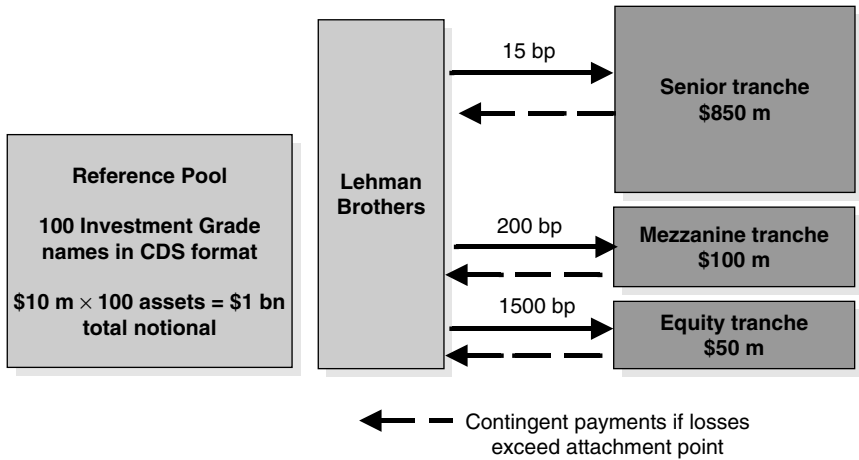 Reference Pool
100 Investment Grade
names in CDS format
$10 m × 100 assets = $1 bn
total notional
Lehman
Brothers
15 bp
Senior tranche
$850 m
200 bp
Mezzanine tranche
$100 m
1500 bp
Equity tranche
$50 m
Contingent payments if losses
exceed attachment point